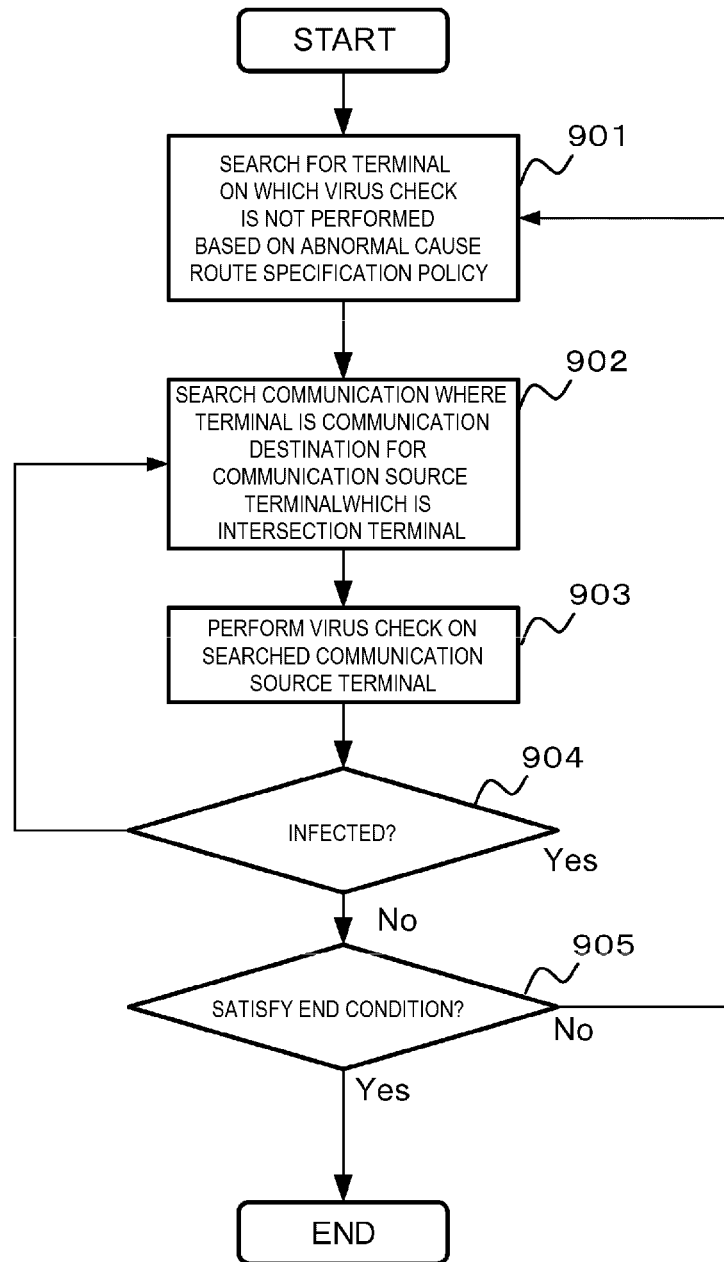 START
901
SEARCH FOR TERMINAL
ON WHICH VIRUS CHECK
IS NOT PERFORMED
BASED ON ABNORMAL CAUSE
ROUTE SPECIFICATION POLICY
902
SEARCH COMMUNICATION WHERE
TERMINAL IS COMMUNICATION
DESTINATION FOR
COMMUNICATION SOURCE
TERMINALWHICH IS
INTERSECTION TERMINAL
903
PERFORM VIRUS CHECK ON
SEARCHED COMMUNICATION
SOURCE TERMINAL
904
INFECTED?
Yes
No
905
SATISFY END CONDITION?
No
Yes
END